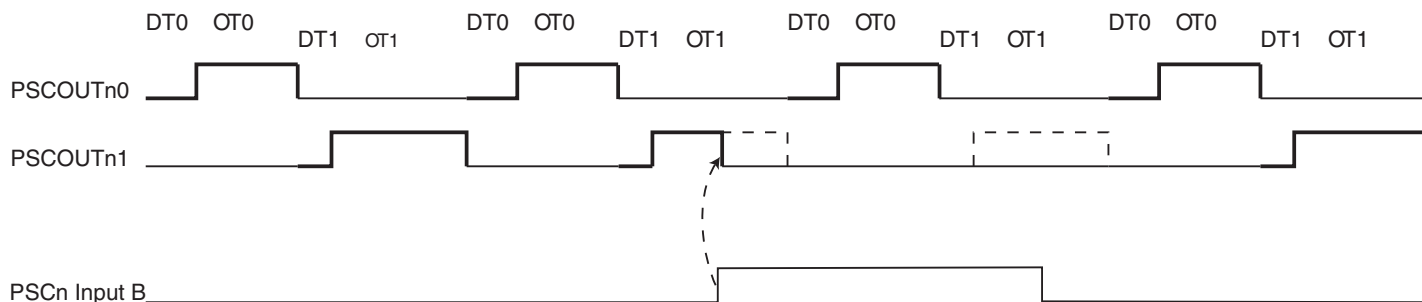 DT0 OT0 DT0 OT0 DT0 OT0 DT0 OT0
DT1 OT1 DT1 OT1 DT1 OT1 DT1 OT1
PSCOUTn0
PSCOUTn1
PSCn Input B